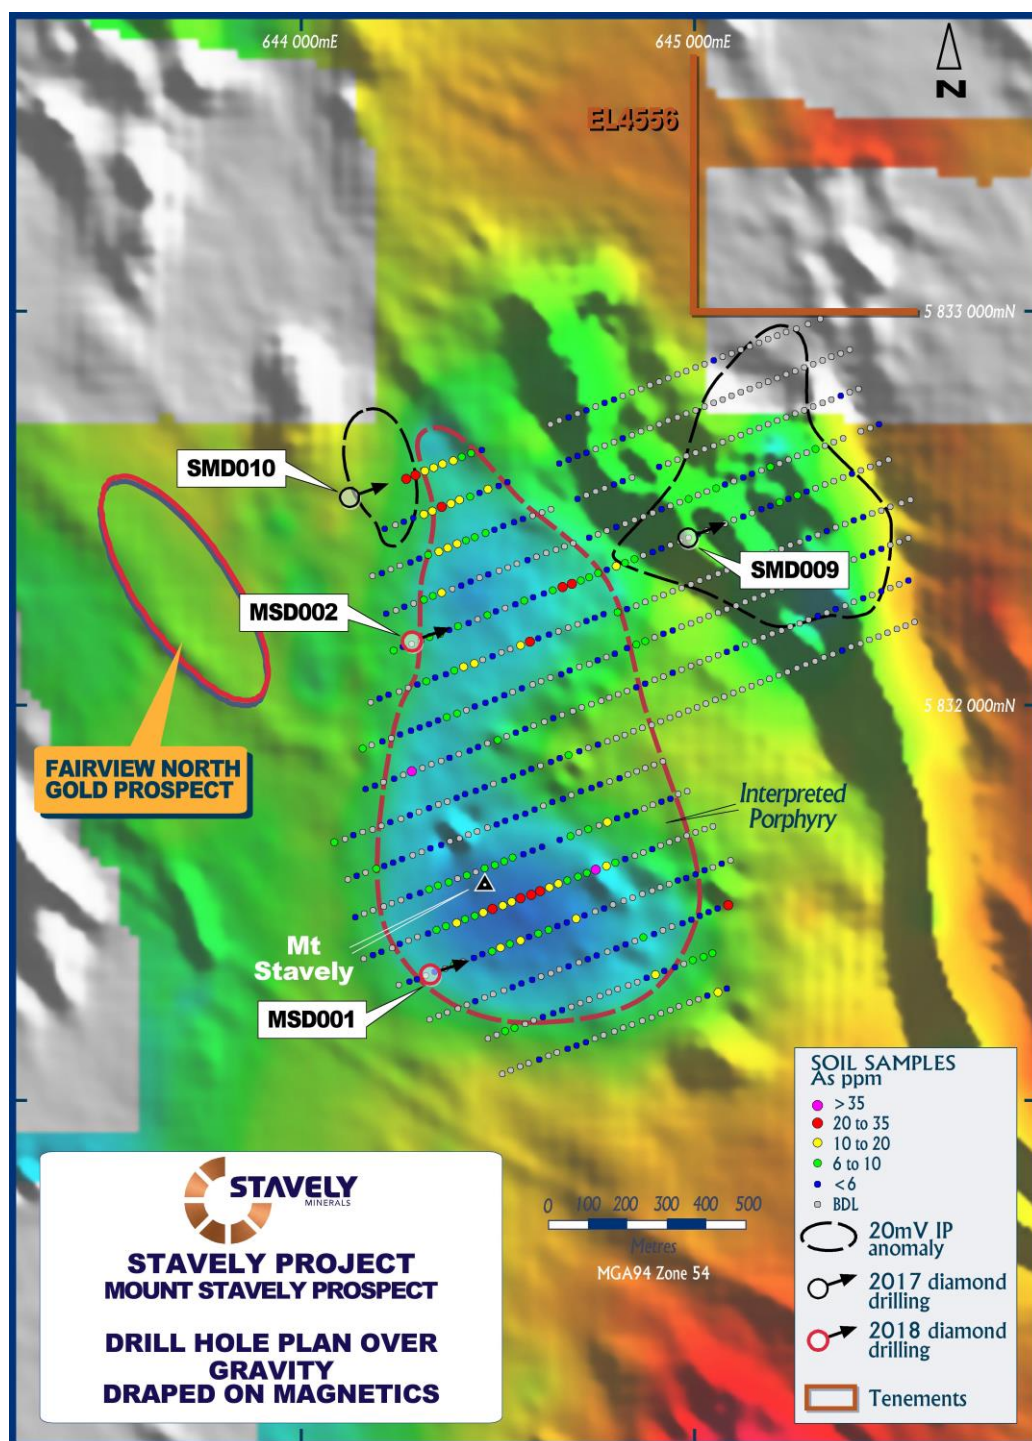 644 000mE
645 000mE
N
EL4556
5 833 000mN
SMD010
SMD009
MSD002
5 832 000mN
FAIRVIEW NORTH
GOLD PROSPECT
Interpreted
Porphyry
Mt
Stavely
MSD001
SOIL SAMPLES
As ppm
> 35
20 to 35
10 to 20
6 to 10
< 6
BDL
20mV IP
anomaly
2017 diamond
drilling
2018 diamond
drilling
Tenements
STAVELY
MINERALS
STAVELY PROJECT
MOUNT STAVELY PROSPECT
DRILL HOLE PLAN OVER
GRAVITY
DRAPED ON MAGNETICS
0 100 200 300 400 500
Metres
MGA94 Zone 54